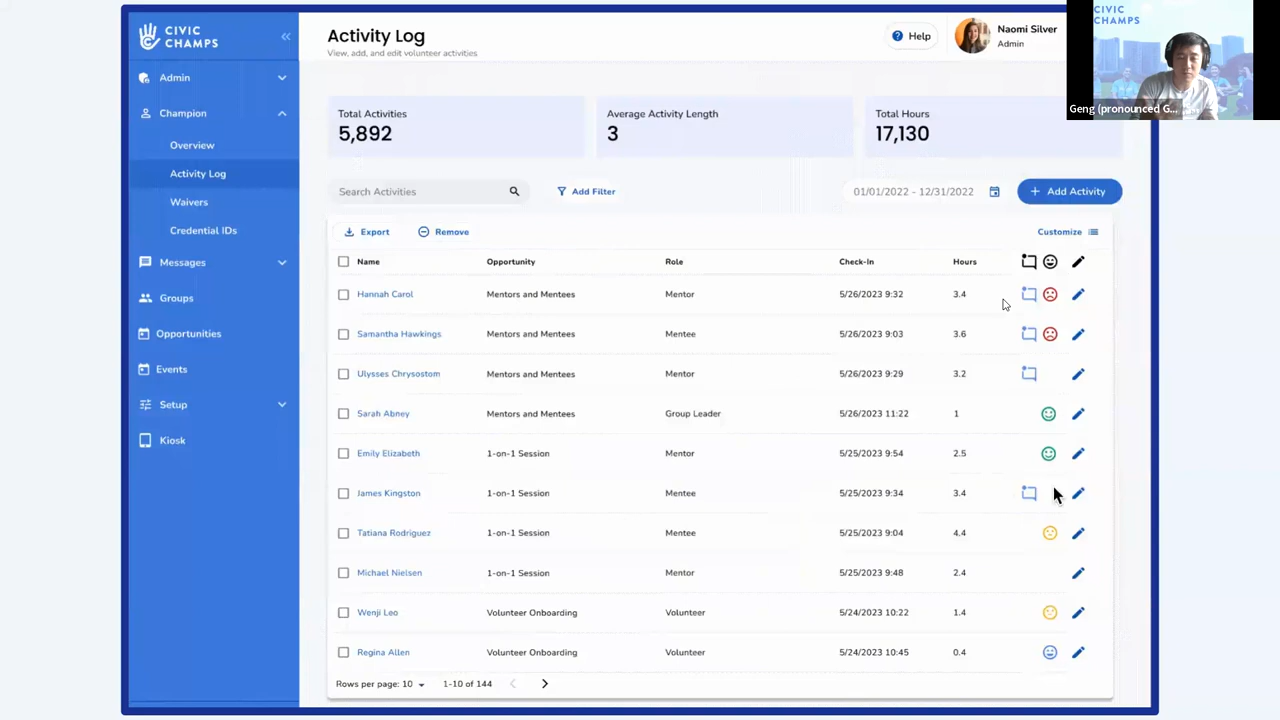 CIVIC
CHAMPS
Activity Log
View, add, and edit volunteer activities
Help
Naomi Silver
Admin
CIVIC
CHAMPS
Geng (pronounced G...
Admin
Champion
Overview
Activity Log
Waivers
Credential IDs
Messages
Groups
Opportunities
Events
Setup
Kiosk
Total Activities
5,892
Average Activity Length
3
Total Hours
17,130
Search Activities
Add Filter
01/01/2022 - 12/31/2022
Add Activity
Export
Remove
Customize
Name Opportunity Role Check-In Hours
Hannah Carol Mentors and Mentees Mentor 5/26/2023 9:32 3.4
Samantha Hawkings Mentors and Mentees Mentee 5/26/2023 9:03 3.6
Ulysses Chrysostom Mentors and Mentees Mentor 5/26/2023 9:29 3.2
Sarah Abney Mentors and Mentees Group Leader 5/26/2023 11:22 1
Emily Elizabeth 1-on-1 Session Mentor 5/25/2023 9:54 2.5
James Kingston 1-on-1 Session Mentee 5/25/2023 9:34 3.4
Tatiana Rodriguez 1-on-1 Session Mentee 5/25/2023 9:04 4.4
Michael Nielsen 1-on-1 Session Mentor 5/25/2023 9:48 2.4
Wenji Leo Volunteer Onboarding Volunteer 5/24/2023 10:22 1.4
Regina Allen Volunteer Onboarding Volunteer 5/24/2023 10:45 0.4
Rows per page: 10 1-10 of 144